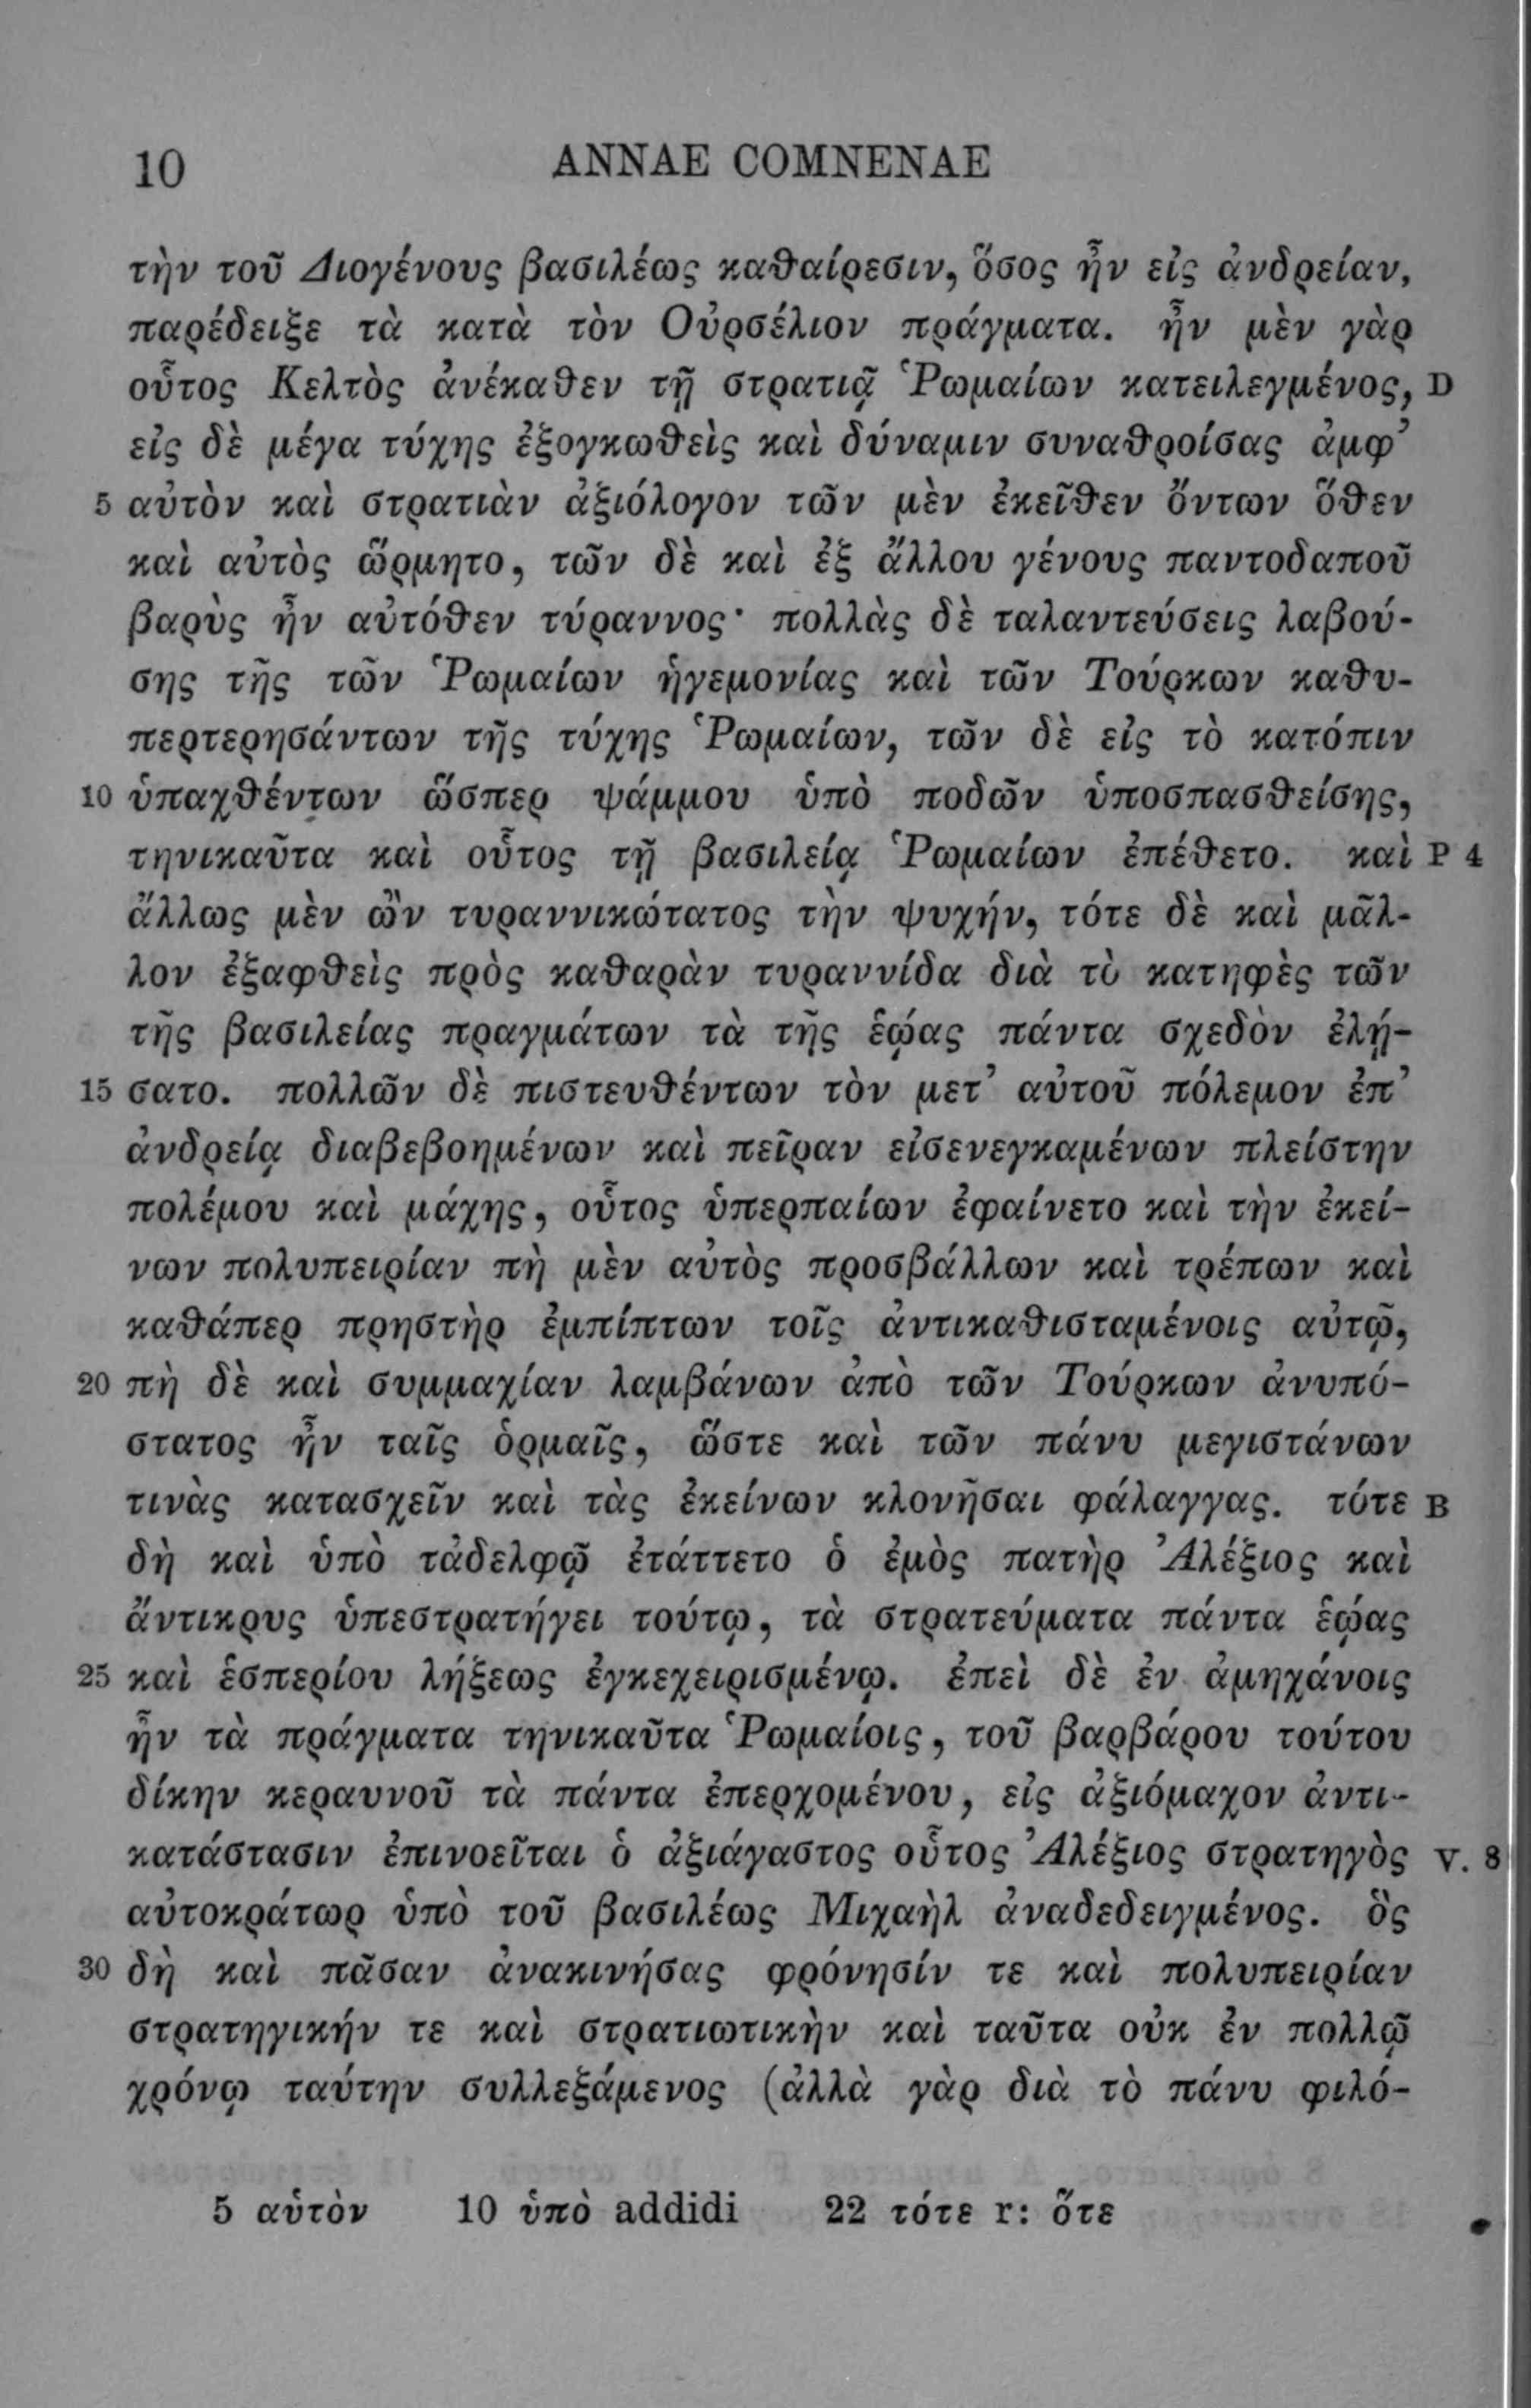 10 ANNAE COMNENAE
τὴν τοῦ Διογένους βασιλέως καθαίρεσιν, ὅσος ἦν εἰς ἀνδρείαν,
παρέδειξε τὰ κατὰ τὸν Οὐρσέλιον πράγματα. ἦν μὲν γὰρ
οὗτος Κελτὸς ἀνέκαθεν τῇ στρατιᾷ Ῥωμαίων κατειλεγμένος, D
εἰς δὲ μέγα τύχης ἐξογκωθεὶς καὶ δύναμιν συναθροίσας ἀμφ’
5 αὐτὸν καὶ στρατιὰν ἀξιόλογον τῶν μὲν ἐκεῖθεν ὄντων ὅθεν
καὶ αὐτὸς ὥρμητο, τῶν δὲ καὶ ἐξ ἄλλου γένους παντοδαποῦ
βαρὺς ἦν αὐτόθεν τύραννος· πολλὰς δὲ ταλαντεύσεις λαβού-
σης τῆς τῶν Ῥωμαίων ἡγεμονίας καὶ τῶν Τούρκων καθυ-
περτερησάντων τῆς τύχης Ῥωμαίων, τῶν δὲ εἰς τὸ κατόπιν
10 ὑπαχθέντων ὥσπερ ψάμμου ὑπὸ ποδῶν ὑποσπασθείσης,
τηνικαῦτα καὶ οὗτος τῇ βασιλείᾳ Ῥωμαίων ἐπέθετο. καὶ P 4
ἄλλως μὲν ὢν τυραννικώτατος τὴν ψυχήν, τότε δὲ καὶ μᾶλ-
λον ἐξαφθεὶς πρὸς καθαρὰν τυραννίδα διὰ τὸ κατηφὲς τῶν
τῆς βασιλείας πραγμάτων τὰ τῆς ἑῴας πάντα σχεδὸν ἐλῄ-
15 σατο. πολλῶν δὲ πιστευθέντων τὸν μετ’ αὐτοῦ πόλεμον ἐπ’
ἀνδρείᾳ διαβεβοημένων καὶ πεῖραν εἰσενεγκαμένων πλείστην
πολέμου καὶ μάχης, οὗτος ὑπερπαίων ἐφαίνετο καὶ τὴν ἐκεί-
νων πολυπειρίαν πὴ μὲν αὐτὸς προσβάλλων καὶ τρέπων καὶ
καθάπερ πρηστὴρ ἐμπίπτων τοῖς ἀντικαθισταμένοις αὐτῷ,
20 πὴ δὲ καὶ συμμαχίαν λαμβάνων ἀπὸ τῶν Τούρκων ἀνυπό-
στατος ἦν ταῖς ὁρμαῖς, ὥστε καὶ τῶν πάνυ μεγιστάνων
τινὰς κατασχεῖν καὶ τὰς ἐκείνων κλονῆσαι φάλαγγας. τότε B
δὴ καὶ ὑπὸ τἀδελφῷ ἐτάττετο ὁ ἐμὸς πατὴρ Ἀλέξιος καὶ
ἄντικρυς ὑπεστρατήγει τούτῳ, τὰ στρατεύματα πάντα ἑῴας
25 καὶ ἑσπερίου λήξεως ἐγκεχειρισμένῳ. ἐπεὶ δὲ ἐν ἀμηχάνοις
ἦν τὰ πράγματα τηνικαῦτα Ῥωμαίοις, τοῦ βαρβάρου τούτου
δίκην κεραυνοῦ τὰ πάντα ἐπερχομένου, εἰς ἀξιόμαχον ἀντι-
κατάστασιν ἐπινοεῖται ὁ ἀξιάγαστος οὗτος Ἀλέξιος στρατηγὸς V. 8
αὐτοκράτωρ ὑπὸ τοῦ βασιλέως Μιχαὴλ ἀναδεδειγμένος. ὃς
30 δὴ καὶ πᾶσαν ἀνακινήσας φρόνησίν τε καὶ πολυπειρίαν
στρατηγικήν τε καὶ στρατιωτικὴν καὶ ταῦτα οὐκ ἐν πολλῷ
χρόνῳ ταύτην συλλεξάμενος (ἀλλὰ γὰρ διὰ τὸ πάνυ φιλό-
5 αὑτὸν 10 ὑπὸ addidi 22 τότε r: ὅτε